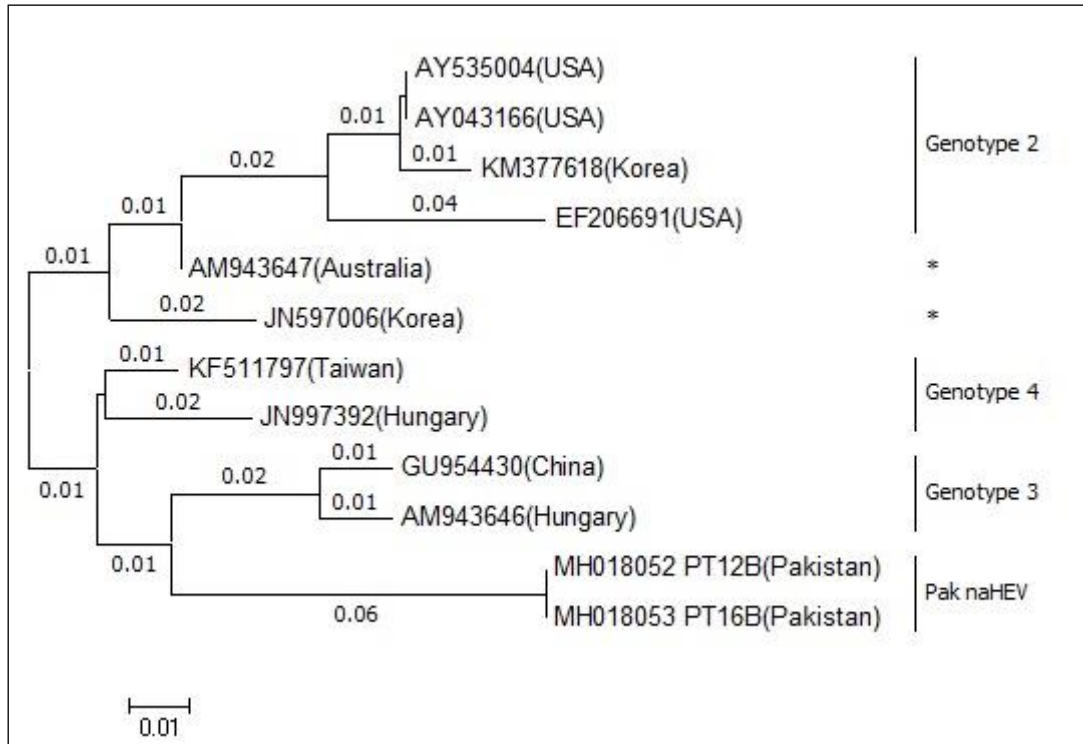 AY535004(USA)
0.01
AY043166(USA)
Genotype 2
0.02
0.01
KM377618(Korea)
0.01
0.04
EF206691(USA)
0.01
AM943647(Australia)
*
0.02
JN597006(Korea)
*
0.01
KF511797(Taiwan)
Genotype 4
0.02
JN997392(Hungary)
0.01
GU954430(China)
0.02
Genotype 3
0.01
0.01
AM943646(Hungary)
0.01
MH018052 PT12B(Pakistan)
Pak naHEV
0.06
MH018053 PT16B(Pakistan)
0.01